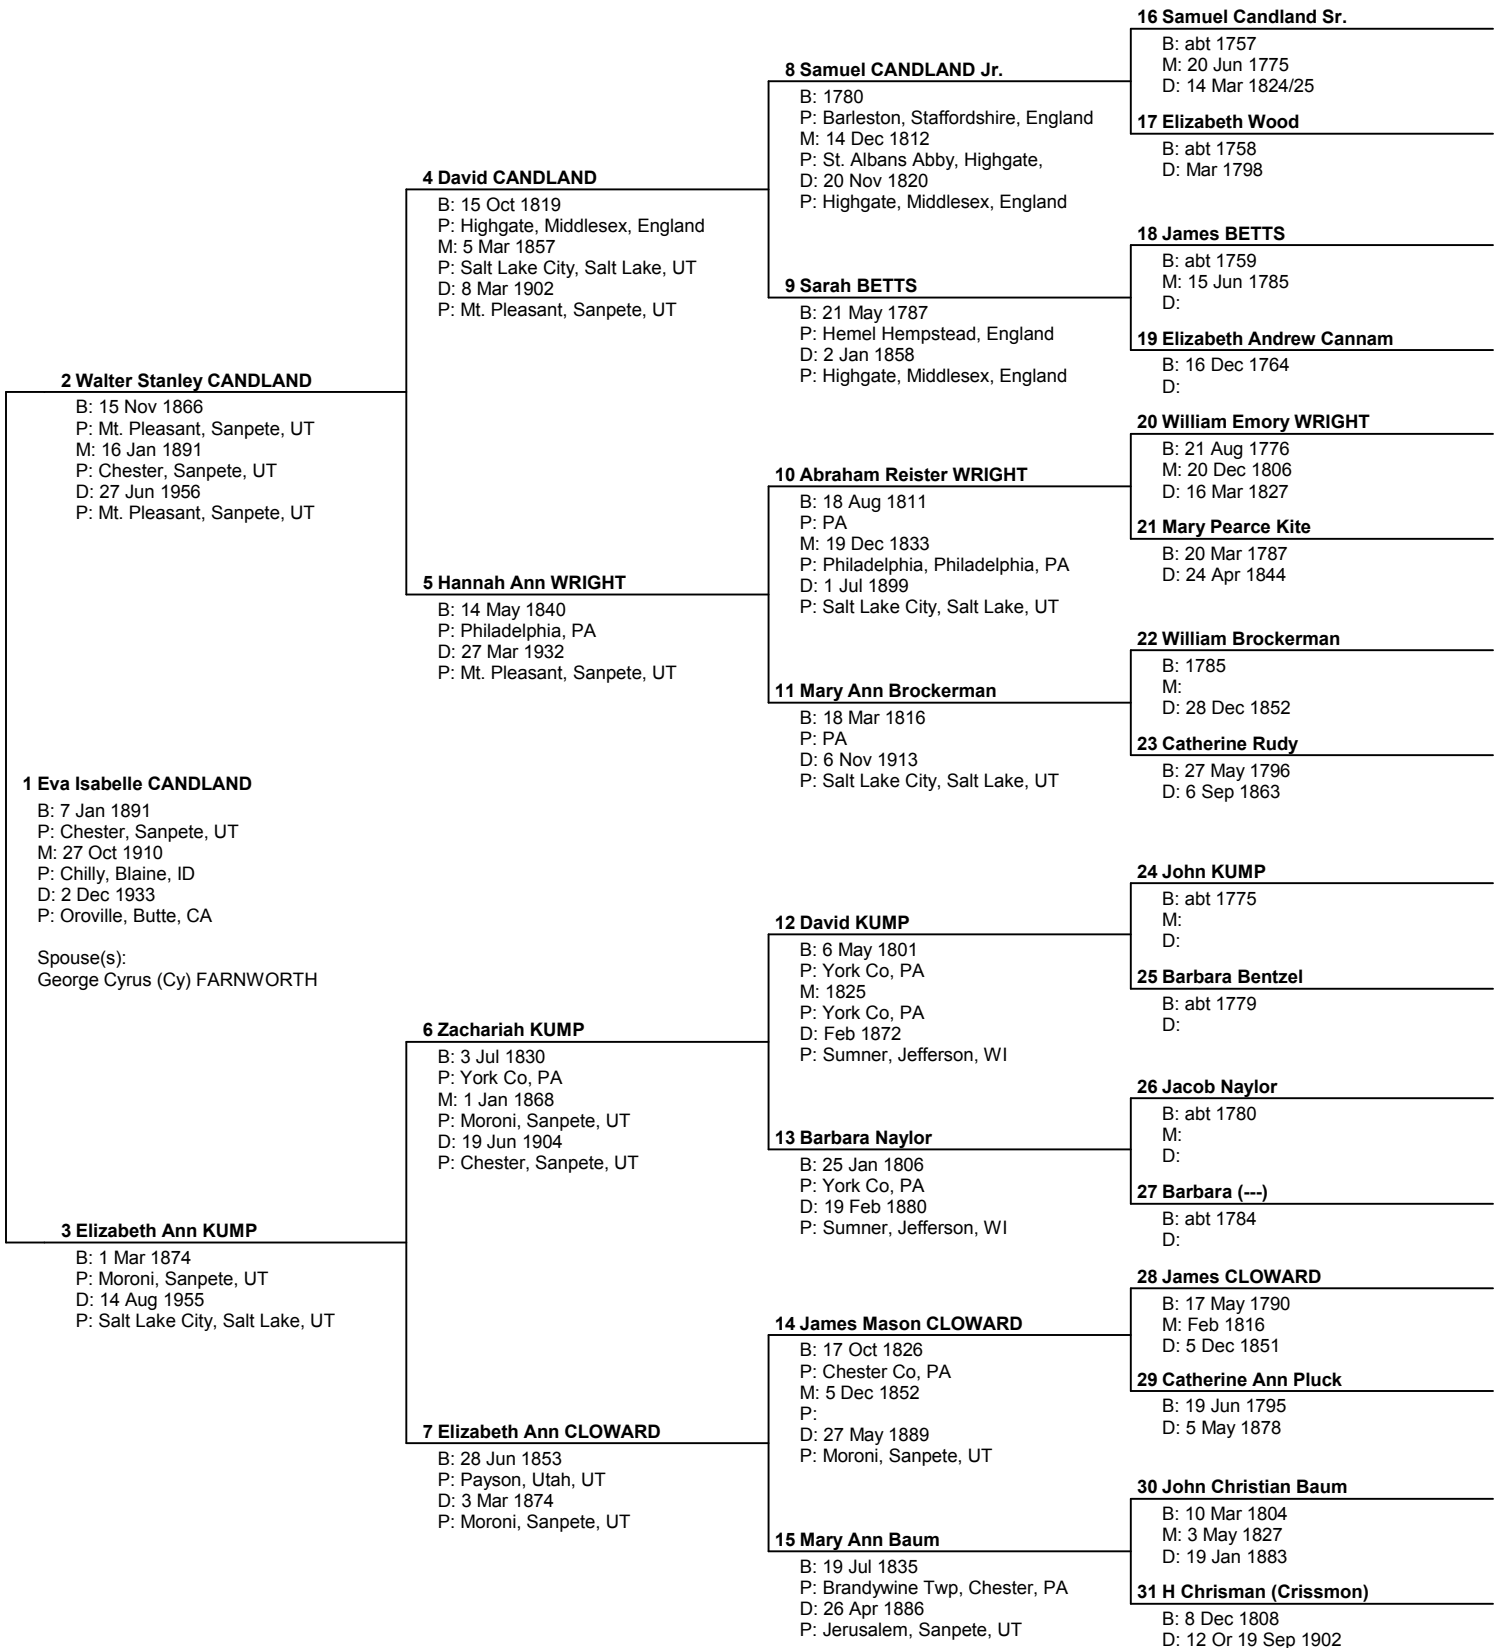 1 Eva Isabelle CANDLAND
B: 7 Jan 1891
P: Chester, Sanpete, UT
M: 27 Oct 1910
P: Chilly, Blaine, ID
D: 2 Dec 1933
P: Oroville, Butte, CA
Spouse(s):
George Cyrus (Cy) FARNWORTH
2 Walter Stanley CANDLAND
B: 15 Nov 1866
P: Mt. Pleasant, Sanpete, UT
M: 16 Jan 1891
P: Chester, Sanpete, UT
D: 27 Jun 1956
P: Mt. Pleasant, Sanpete, UT
3 Elizabeth Ann KUMP
B: 1 Mar 1874
P: Moroni, Sanpete, UT
D: 14 Aug 1955
P: Salt Lake City, Salt Lake, UT
4 David CANDLAND
B: 15 Oct 1819
P: Highgate, Middlesex, England
M: 5 Mar 1857
P: Salt Lake City, Salt Lake, UT
D: 8 Mar 1902
P: Mt. Pleasant, Sanpete, UT
5 Hannah Ann WRIGHT
B: 14 May 1840
P: Philadelphia, PA
D: 27 Mar 1932
P: Mt. Pleasant, Sanpete, UT
6 Zachariah KUMP
B: 3 Jul 1830
P: York Co, PA
M: 1 Jan 1868
P: Moroni, Sanpete, UT
D: 19 Jun 1904
P: Chester, Sanpete, UT
7 Elizabeth Ann CLOWARD
B: 28 Jun 1853
P: Payson, Utah, UT
D: 3 Mar 1874
P: Moroni, Sanpete, UT
8 Samuel CANDLAND Jr.
B: 1780
P: Barleston, Staffordshire, England
M: 14 Dec 1812
P: St. Albans Abby, Highgate,
D: 20 Nov 1820
P: Highgate, Middlesex, England
9 Sarah BETTS
B: 21 May 1787
P: Hemel Hempstead, England
D: 2 Jan 1858
P: Highgate, Middlesex, England
10 Abraham Reister WRIGHT
B: 18 Aug 1811
P: PA
M: 19 Dec 1833
P: Philadelphia, Philadelphia, PA
D: 1 Jul 1899
P: Salt Lake City, Salt Lake, UT
11 Mary Ann Brockerman
B: 18 Mar 1816
P: PA
D: 6 Nov 1913
P: Salt Lake City, Salt Lake, UT
12 David KUMP
B: 6 May 1801
P: York Co, PA
M: 1825
P: York Co, PA
D: Feb 1872
P: Sumner, Jefferson, WI
13 Barbara Naylor
B: 25 Jan 1806
P: York Co, PA
D: 19 Feb 1880
P: Sumner, Jefferson, WI
14 James Mason CLOWARD
B: 17 Oct 1826
P: Chester Co, PA
M: 5 Dec 1852
P:
D: 27 May 1889
P: Moroni, Sanpete, UT
15 Mary Ann Baum
B: 19 Jul 1835
P: Brandywine Twp, Chester, PA
D: 26 Apr 1886
P: Jerusalem, Sanpete, UT
16 Samuel Candland Sr.
B: abt 1757
M: 20 Jun 1775
D: 14 Mar 1824/25
17 Elizabeth Wood
B: abt 1758
D: Mar 1798
18 James BETTS
B: abt 1759
M: 15 Jun 1785
D:
19 Elizabeth Andrew Cannam
B: 16 Dec 1764
D:
20 William Emory WRIGHT
B: 21 Aug 1776
M: 20 Dec 1806
D: 16 Mar 1827
21 Mary Pearce Kite
B: 20 Mar 1787
D: 24 Apr 1844
22 William Brockerman
B: 1785
M:
D: 28 Dec 1852
23 Catherine Rudy
B: 27 May 1796
D: 6 Sep 1863
24 John KUMP
B: abt 1775
M:
D:
25 Barbara Bentzel
B: abt 1779
D:
26 Jacob Naylor
B: abt 1780
M:
D:
27 Barbara (---)
B: abt 1784
D:
28 James CLOWARD
B: 17 May 1790
M: Feb 1816
D: 5 Dec 1851
29 Catherine Ann Pluck
B: 19 Jun 1795
D: 5 May 1878
30 John Christian Baum
B: 10 Mar 1804
M: 3 May 1827
D: 19 Jan 1883
31 H Chrisman (Crissmon)
B: 8 Dec 1808
D: 12 Or 19 Sep 1902